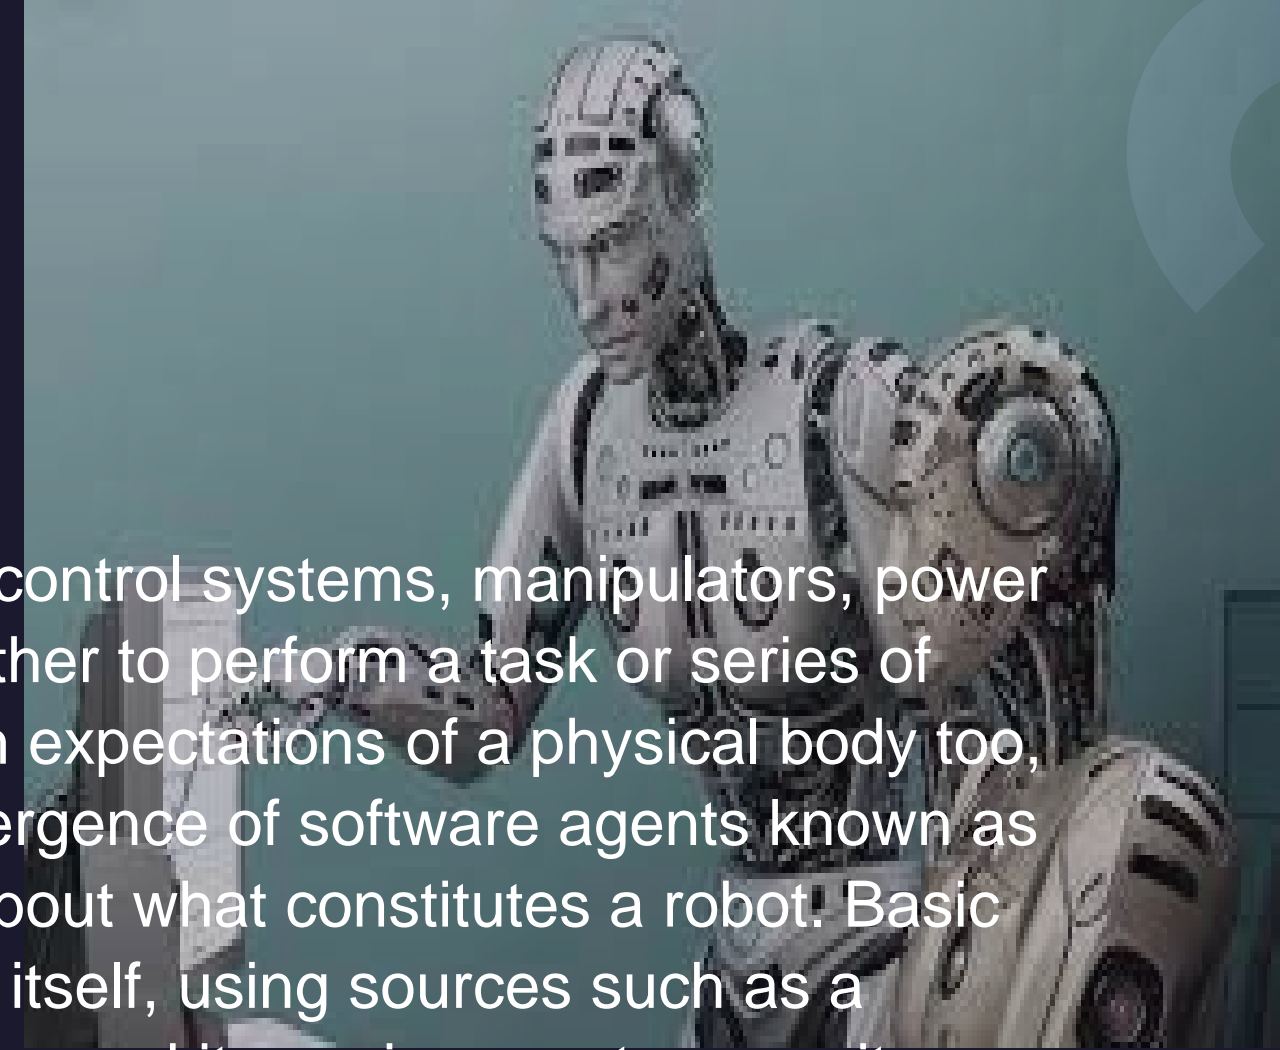 control systems, manipulators, power
ther to perform a task or series of
expectations of a physical body too,
ergence of software agents known as
bout what constitutes a robot. Basic
itself, using sources such as a